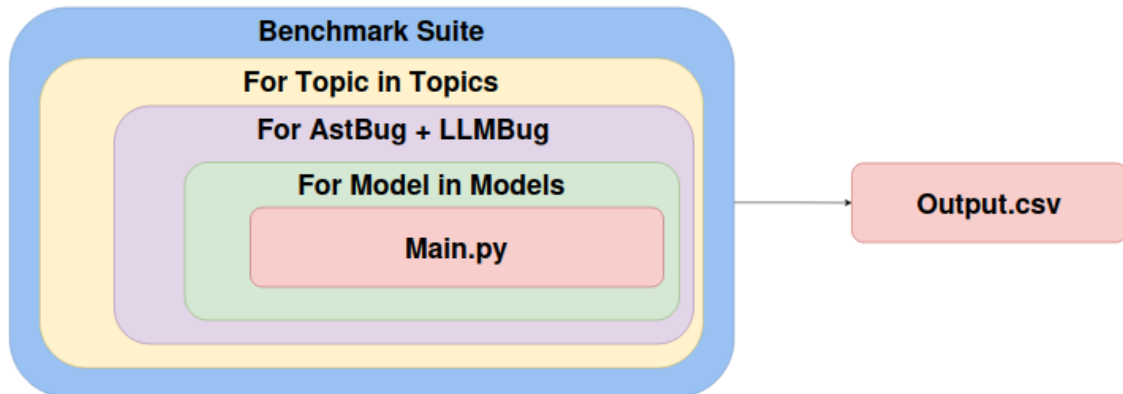 Benchmark Suite
For Topic in Topics
For AstBug + LLMBug
For Model in Models
Main.py
Output.csv